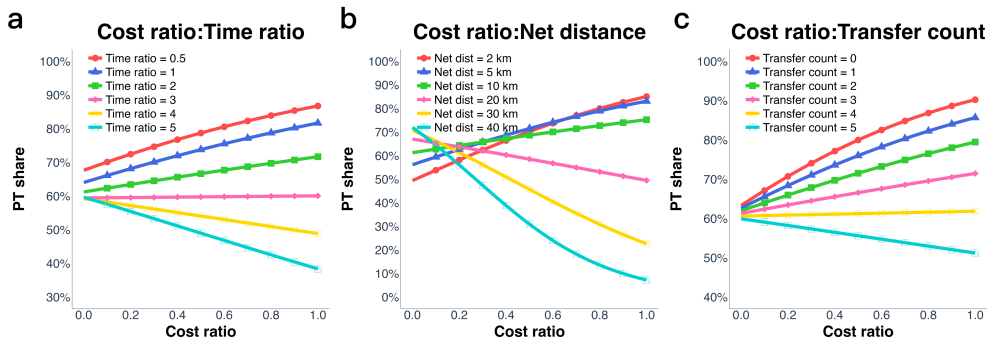 a
Cost ratio:Time ratio
Time ratio = 0.5
Time ratio = 1
Time ratio = 2
Time ratio = 3
Time ratio = 4
Time ratio = 5
100%
90%
80%
70%
60%
50%
40%
30%
PT share
0.0 0.2 0.4 0.6 0.8 1.0
Cost ratio
b
Cost ratio:Net distance
Net dist = 2 km
Net dist = 5 km
Net dist = 10 km
Net dist = 20 km
Net dist = 30 km
Net dist = 40 km
100%
90%
80%
70%
60%
50%
40%
30%
20%
10%
0%
PT share
0.0 0.2 0.4 0.6 0.8 1.0
Cost ratio
c
Cost ratio:Transfer count
Transfer count = 0
Transfer count = 1
Transfer count = 2
Transfer count = 3
Transfer count = 4
Transfer count = 5
100%
90%
80%
70%
60%
50%
40%
PT share
0.0 0.2 0.4 0.6 0.8 1.0
Cost ratio